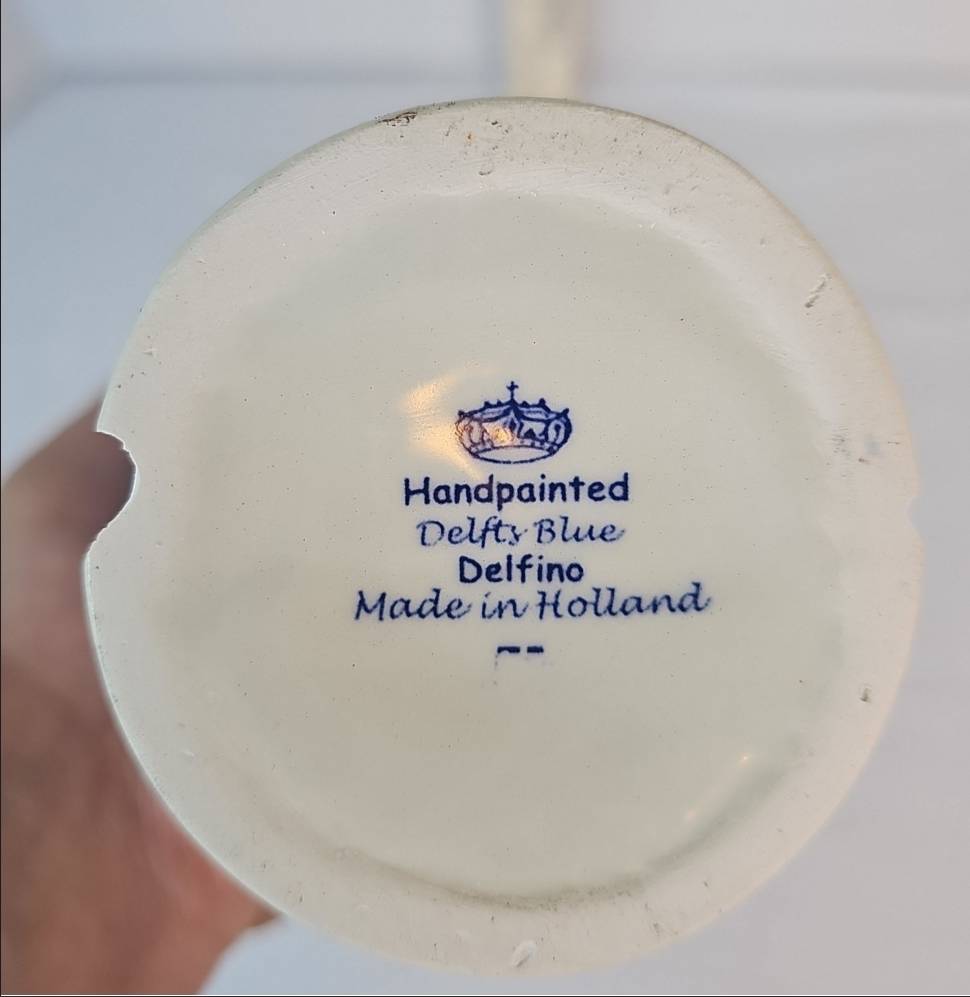 Handpainted
Delfts Blue
Delfino
Made in Holland